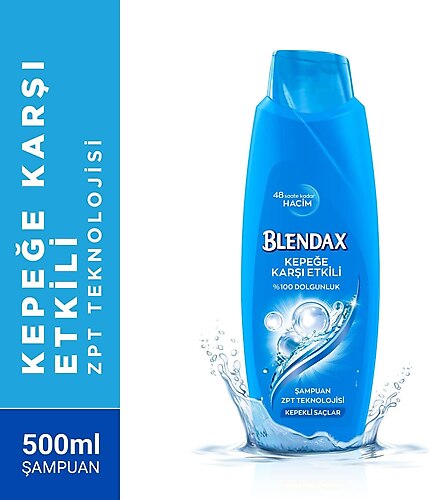 KEPEĞE KARŞI
ETKİLİ
ZPT TEKNOLOJİSİ
500ml
ŞAMPUAN
48 saate kadar
HACİM
BLENDAX
KEPEĞE
KARŞI ETKİLİ
%100 DOLGUNLUK
ŞAMPUAN
ZPT TEKNOLOJİSİ
KEPEKLİ SAÇLAR